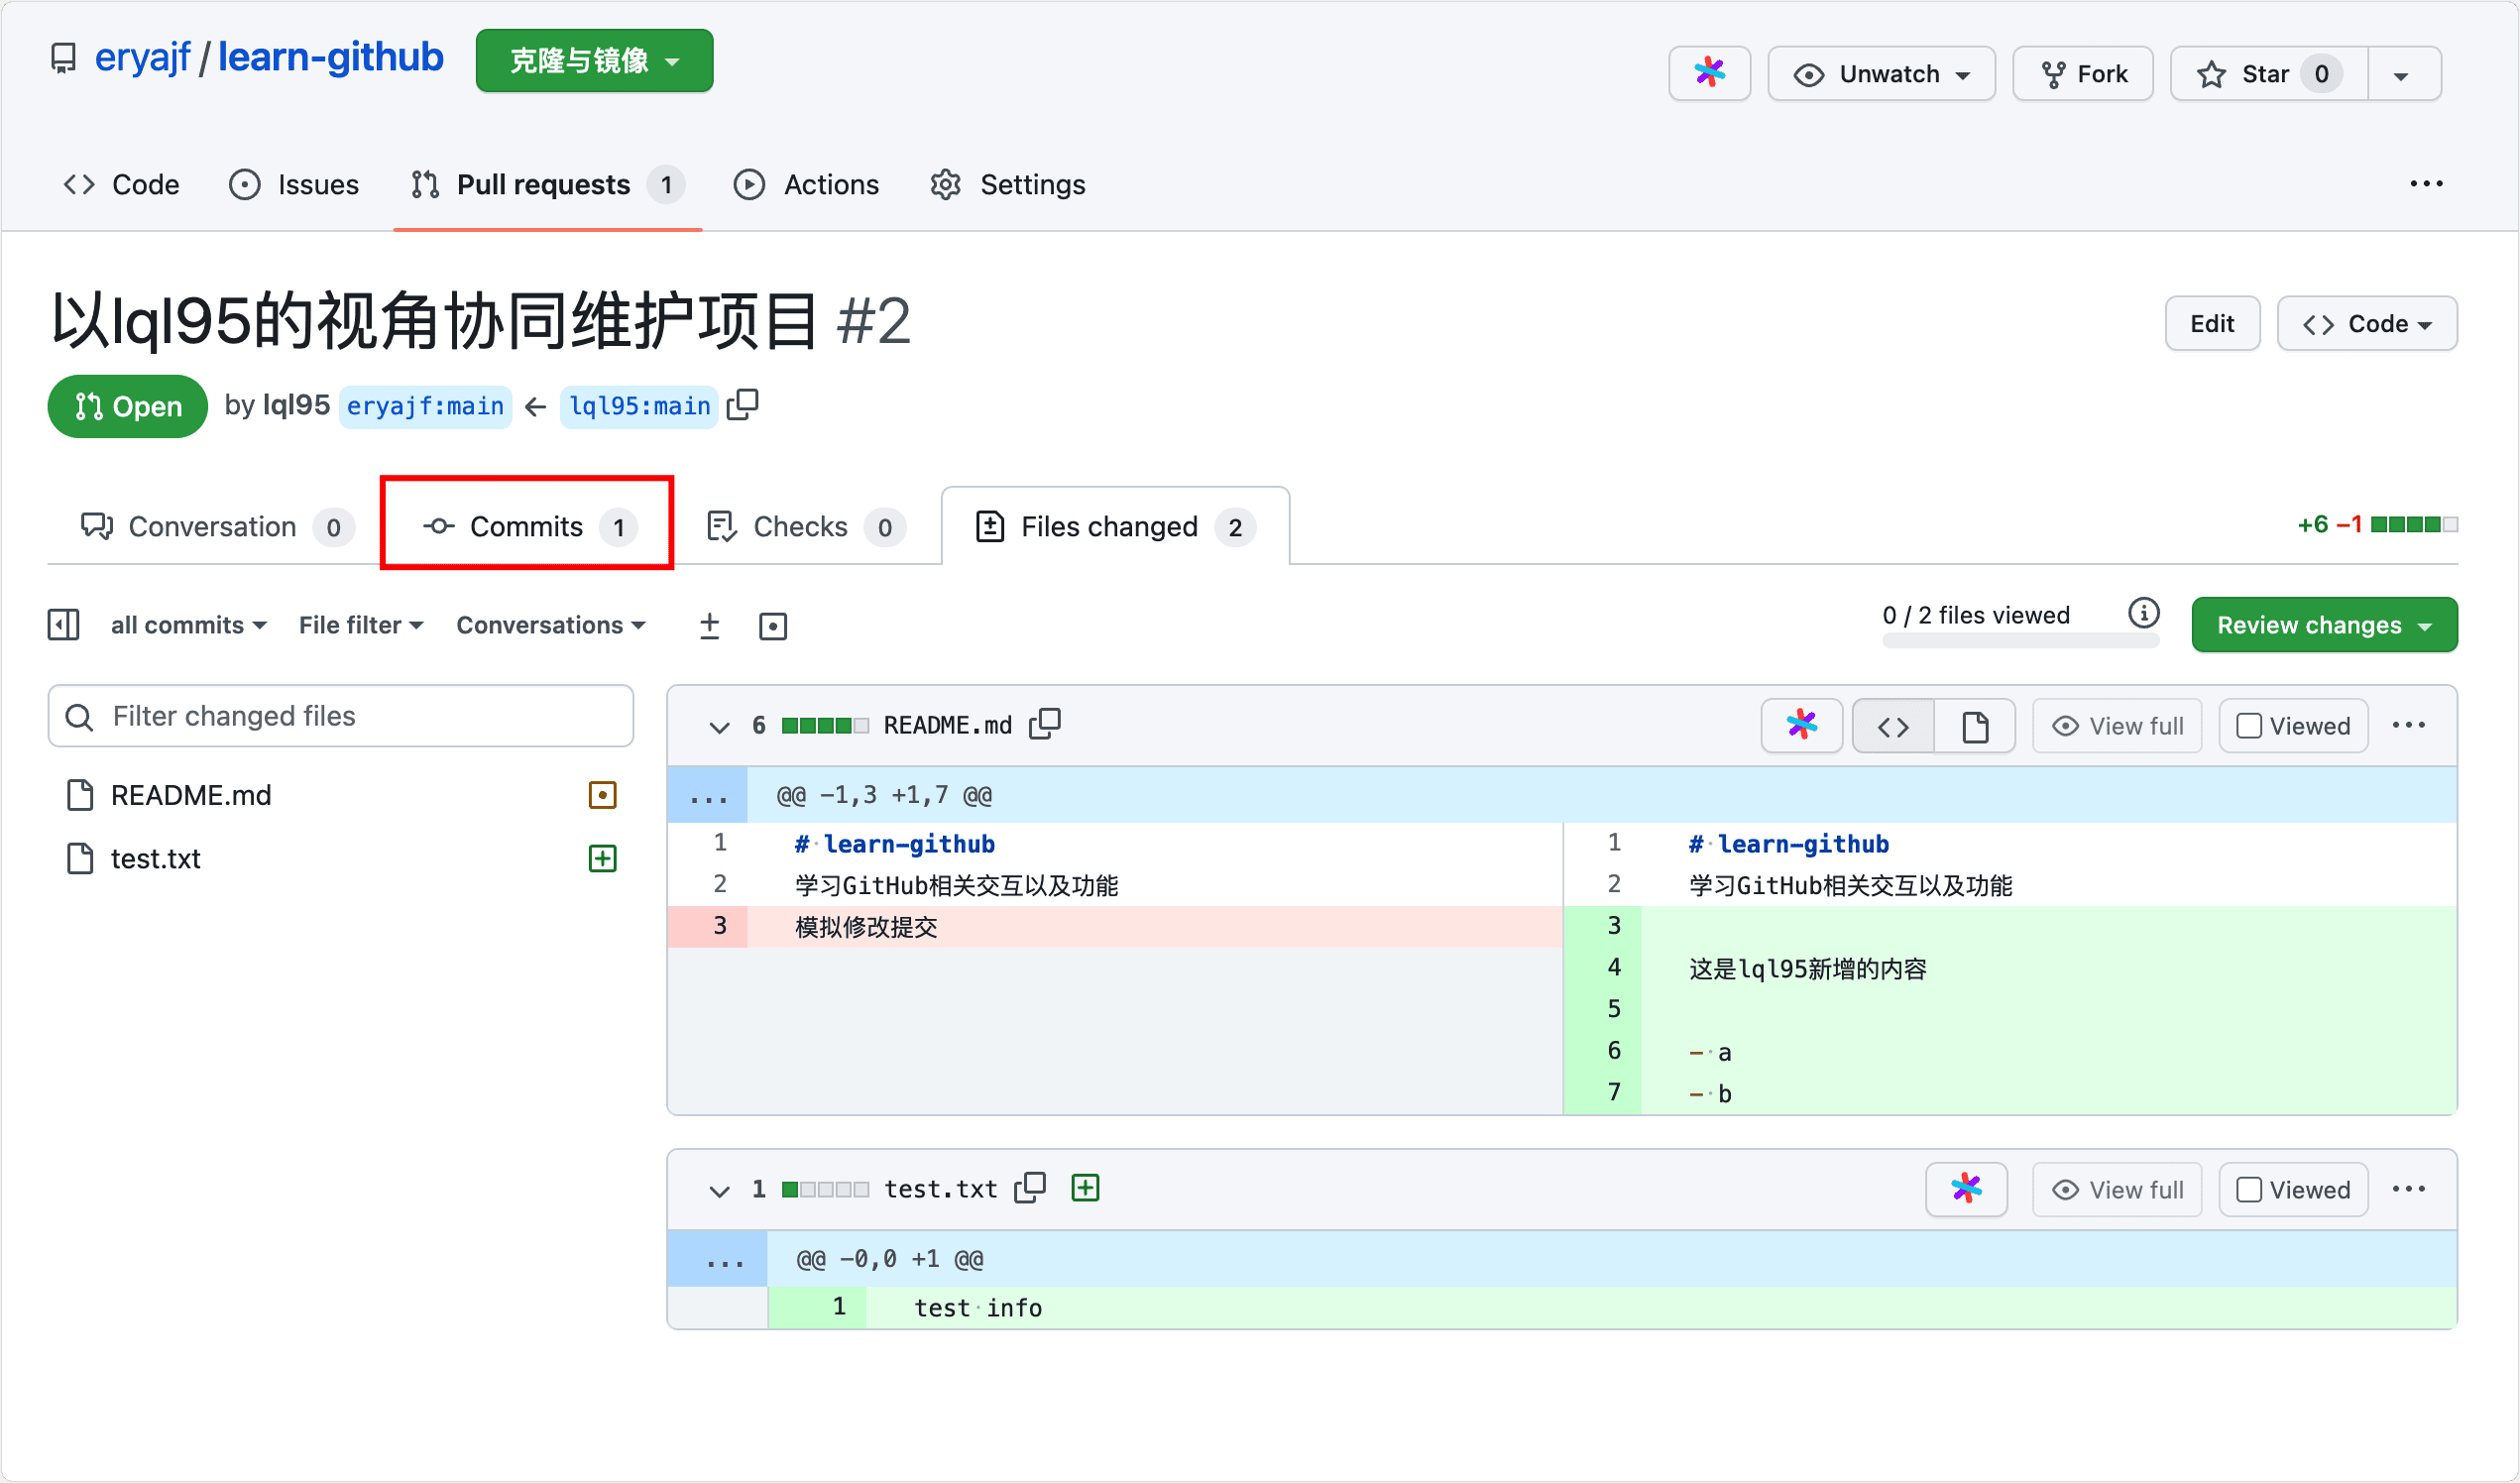 eryajf / learn-github 克隆与镜像 Unwatch Fork Star 0
Code Issues Pull requests 1 Actions Settings
以lql95的视角协同维护项目 #2 Edit Code
Open by lql95 eryajf:main ← lql95:main
Conversation 0 Commits 1 Checks 0 Files changed 2 +6 −1
all commits File filter Conversations 0 / 2 files viewed Review changes
Filter changed files
README.md
test.txt
6 README.md View full Viewed
... @@ −1,3 +1,7 @@
1 # learn-github 1 # learn-github
2 学习GitHub相关交互以及功能 2 学习GitHub相关交互以及功能
3 模拟修改提交 3
4 这是lql95新增的内容
5
6 - a
7 - b
1 test.txt View full Viewed
... @@ −0,0 +1 @@
1 test info